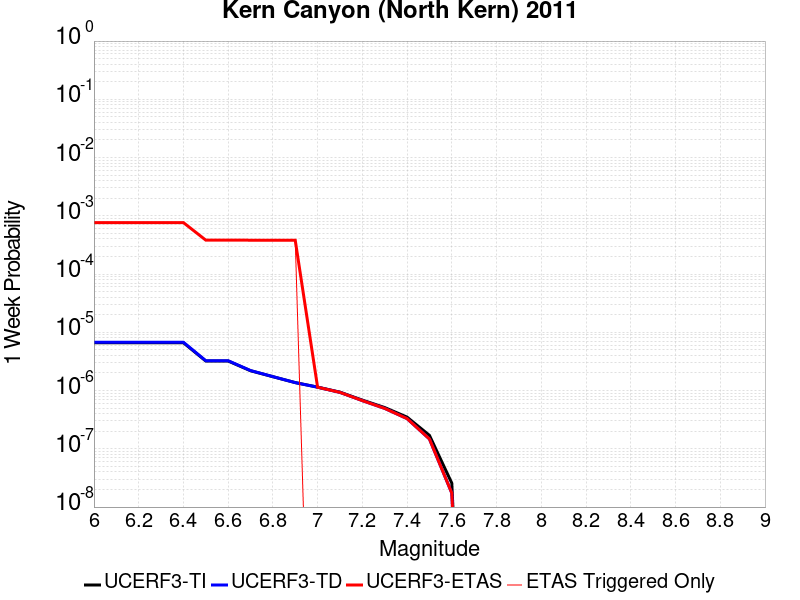 Kern Canyon (North Kern) 2011
10^0
10^-1
10^-2
10^-3
10^-4
10^-5
10^-6
10^-7
10^-8
1 Week Probability
6 6.2 6.4 6.6 6.8 7 7.2 7.4 7.6 7.8 8 8.2 8.4 8.6 8.8 9
Magnitude
UCERF3-TI UCERF3-TD UCERF3-ETAS ETAS Triggered Only